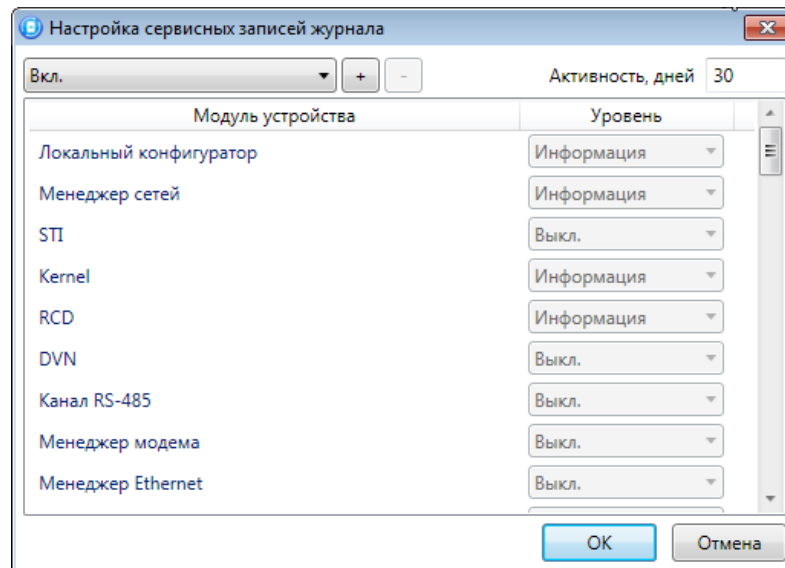 Настройка сервисных записей журнала
Вкл. + - Активность, дней 30
Модуль устройства Уровень
Локальный конфигуратор Информация
Менеджер сетей Информация
STI Выкл.
Kernel Информация
RCD Информация
DVN Выкл.
Канал RS-485 Выкл.
Менеджер модема Выкл.
Менеджер Ethernet Выкл.
OK Отмена